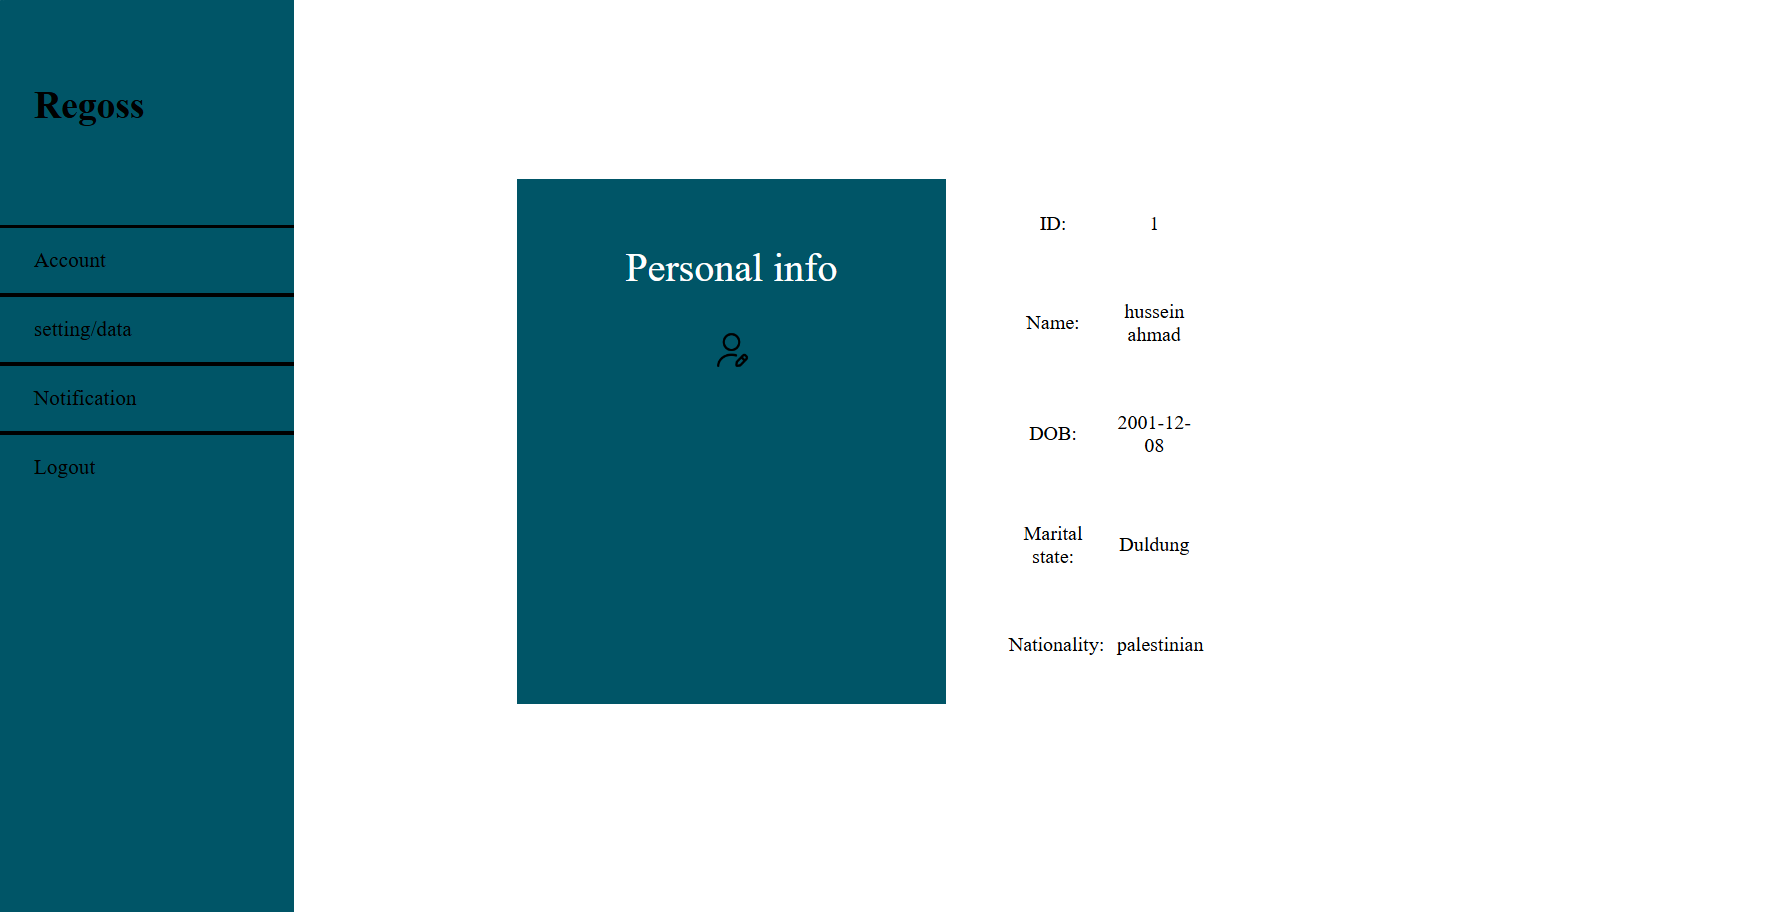 Regoss
Account
setting/data
Notification
Logout
Personal info
ID: 1
Name: hussein
ahmad
DOB: 2001-12-
08
Marital
state: Duldung
Nationality: palestinian